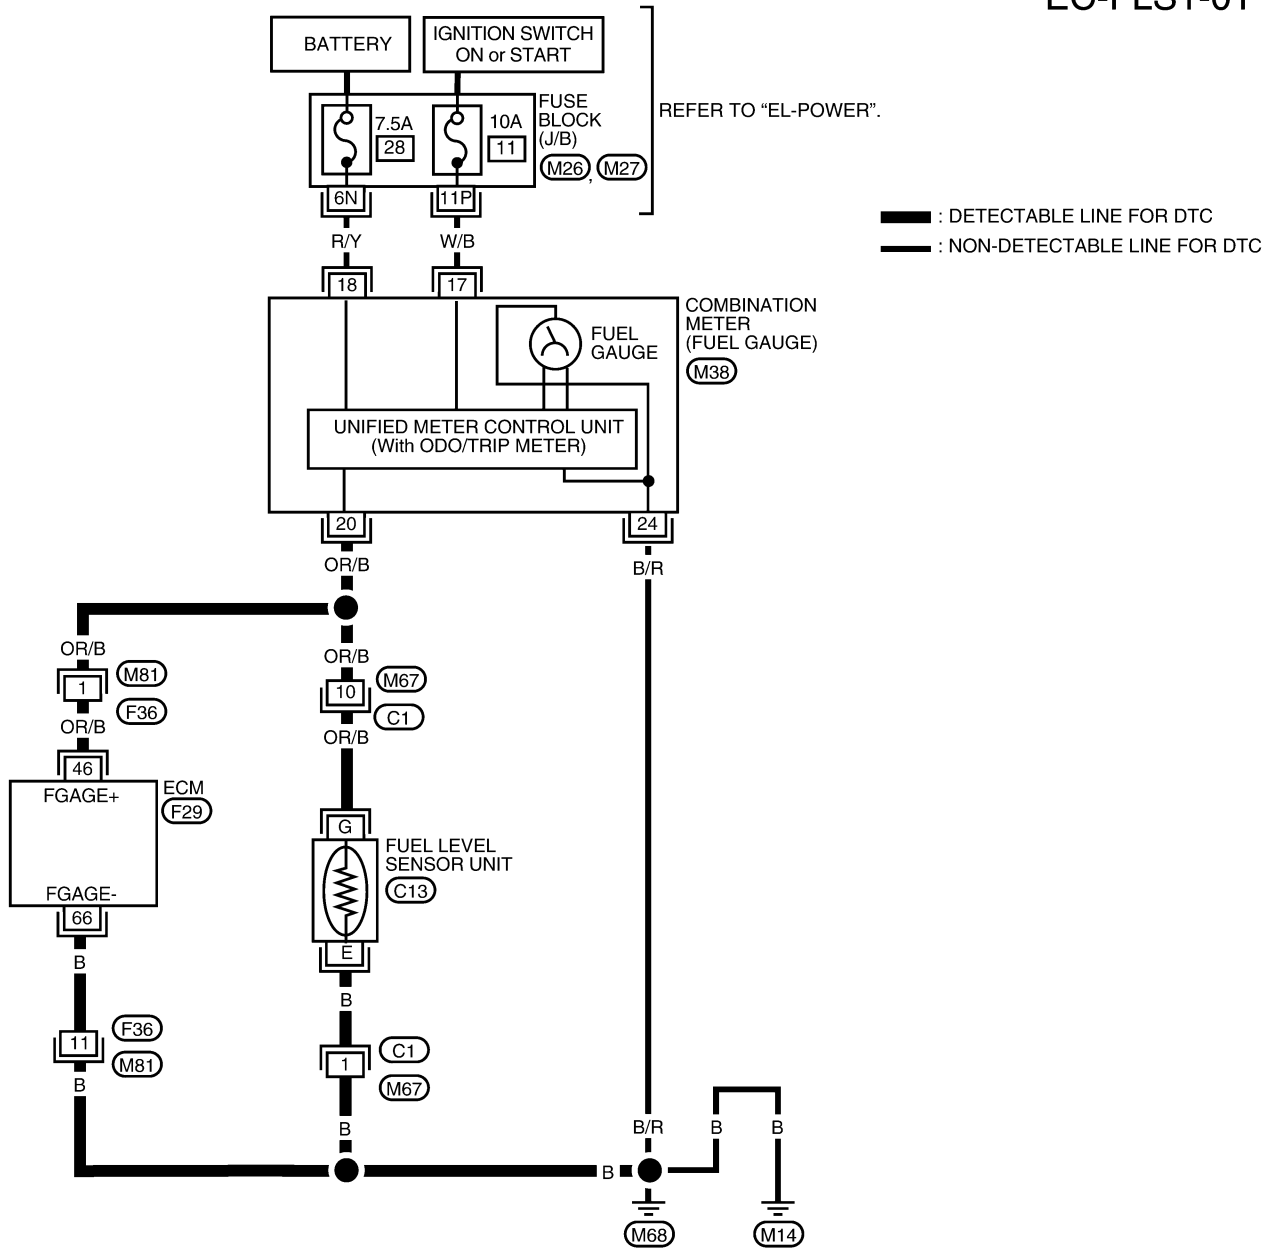 BATTERY
IGNITION SWITCH
ON or START
FUSE
BLOCK
(J/B)
7.5A
28
10A
11
M26, M27
REFER TO “EL-POWER”.
6N
11P
: DETECTABLE LINE FOR DTC
: NON-DETECTABLE LINE FOR DTC
R/Y
W/B
18
17
COMBINATION
METER
(FUEL GAUGE)
M38
FUEL
GAUGE
UNIFIED METER CONTROL UNIT
(With ODO/TRIP METER)
20
24
OR/B
B/R
OR/B
1
M81
F36
OR/B
OR/B
10
M67
C1
OR/B
46
FGAGE+
ECM
F29
FGAGE-
66
G
FUEL LEVEL
SENSOR UNIT
C13
E
B
11
F36
M81
B
B
1
C1
M67
B
B/R
B
B
B
M68
M14